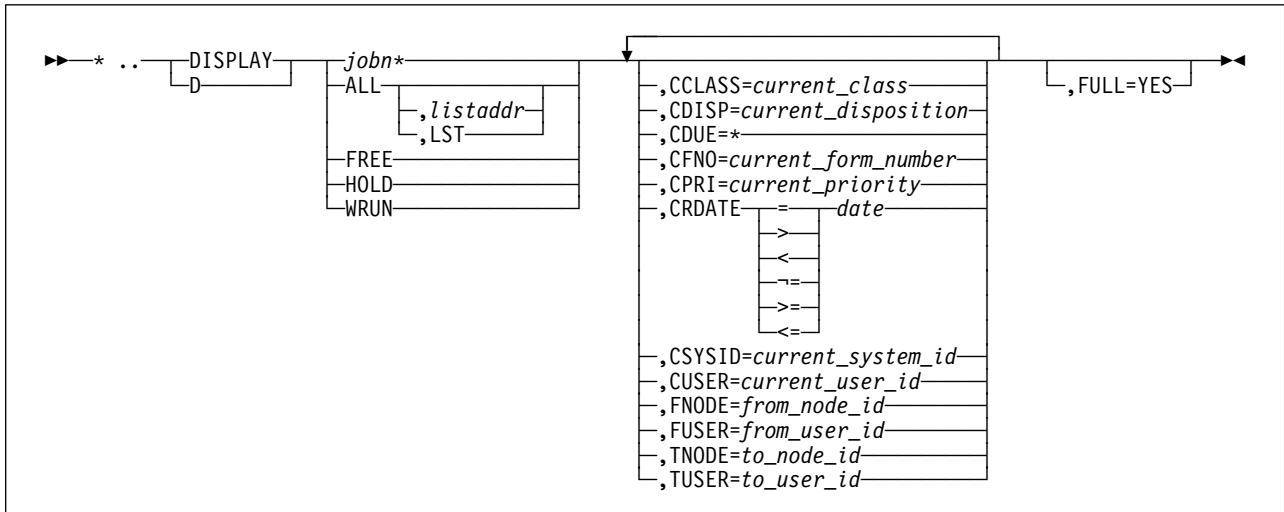 ►►──* ..──DISPLAY──jobn*──────►◄
D ALL ,CCLASS=current_class ,FULL=YES
,listaddr ,CDISP=current_disposition
,LST ,CDUE=*
FREE ,CFNO=current_form_number
HOLD ,CPRI=current_priority
WRUN ,CRDATE = date
>
<
¬=
>=
<=
,CSYSID=current_system_id
,CUSER=current_user_id
,FNODE=from_node_id
,FUSER=from_user_id
,TNODE=to_node_id
,TUSER=to_user_id